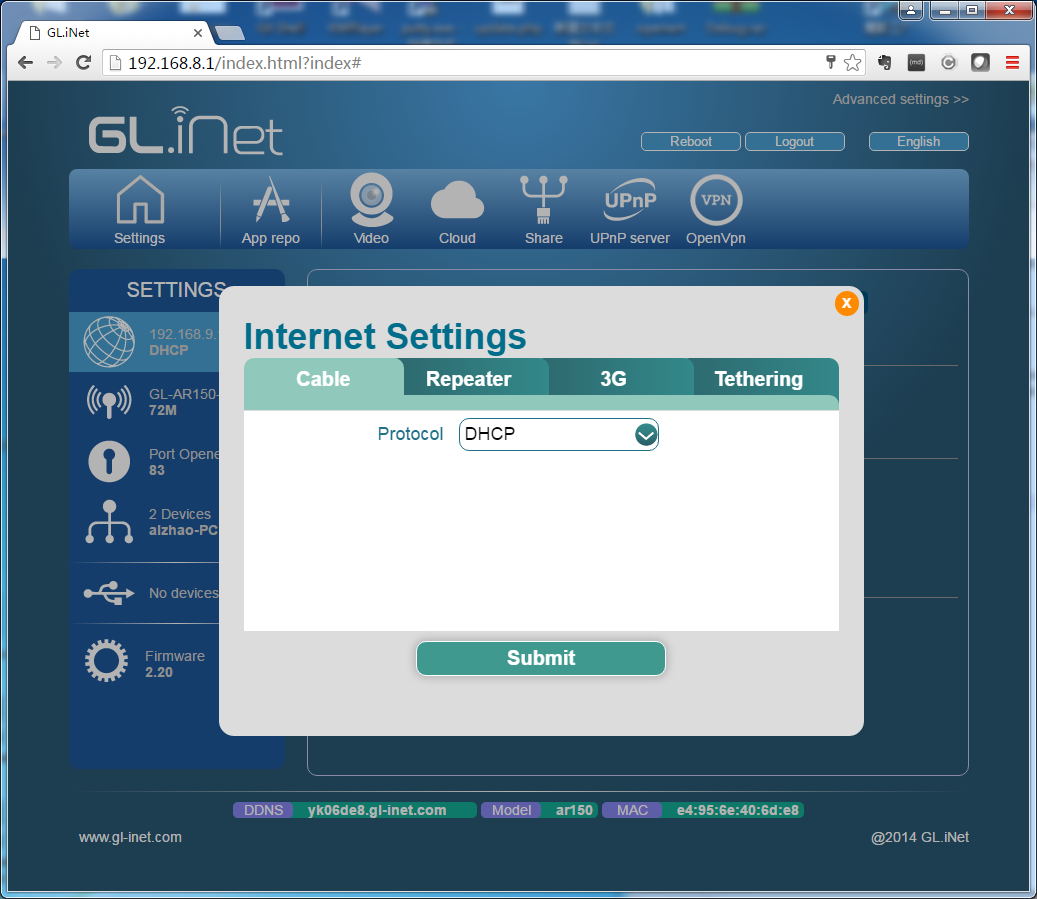 GL.iNet
192.168.8.1/index.html?index#
Advanced settings >>
GL.iNet
Reboot
Logout
English
Settings
App repo
Video
Cloud
Share
UPnP
UPnP server
VPN
OpenVpn
SETTINGS
192.168.9.
DHCP
GL-AR150-
72M
Port Opene
83
2 Devices
aizhao-PC
No devices
Firmware
2.20
X
Internet Settings
Cable
Repeater
3G
Tethering
Protocol
DHCP
Submit
DDNS
yk06de8.gl-inet.com
Model
ar150
MAC
e4:95:6e:40:6d:e8
www.gl-inet.com
@2014 GL.iNet